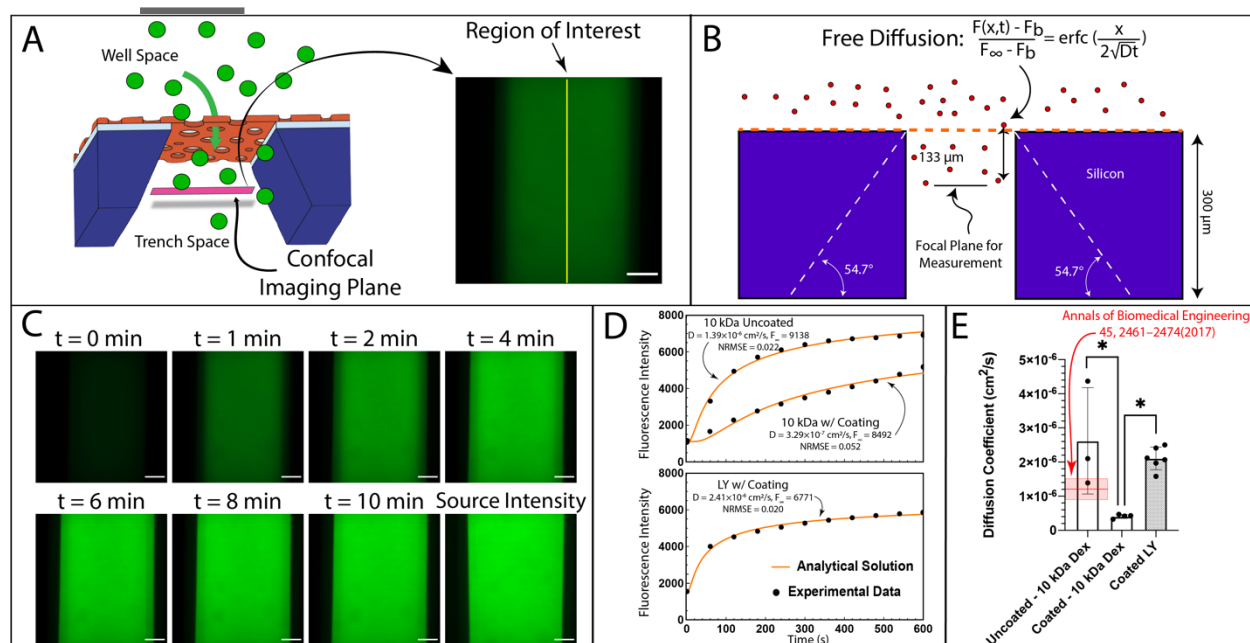 A
Well Space
Trench Space
Confocal
Imaging Plane
Region of Interest
B
Free Diffusion: F(x,t) - Fb / F∞ - Fb = erfc ( x / 2√Dt )
133 μm
Silicon
300 μm
Focal Plane for
Measurement
54.7°
54.7°
C
t = 0 min
t = 1 min
t = 2 min
t = 4 min
t = 6 min
t = 8 min
t = 10 min
Source Intensity
D
Fluorescence Intensity
8000
6000
4000
2000
0
10 kDa Uncoated
D = 1.39×10⁻⁶ cm²/s, F∞ = 9138
NRMSE = 0.022
10 kDa w/ Coating
D = 3.29×10⁻⁷ cm²/s, F∞ = 8492
NRMSE = 0.052
Fluorescence Intensity
8000
6000
4000
2000
0
LY w/ Coating
D = 2.41×10⁻⁶ cm²/s, F∞ = 6771
NRMSE = 0.020
Analytical Solution
Experimental Data
0 100 200 300 400 500 600
Time (s)
E
Annals of Biomedical Engineering
45, 2461–2474(2017)
Diffusion Coefficient (cm²/s)
5×10⁻⁶
4×10⁻⁶
3×10⁻⁶
2×10⁻⁶
1×10⁻⁶
0
*
*
Uncoated - 10 kDa Dex
Coated - 10 kDa Dex
Coated LY